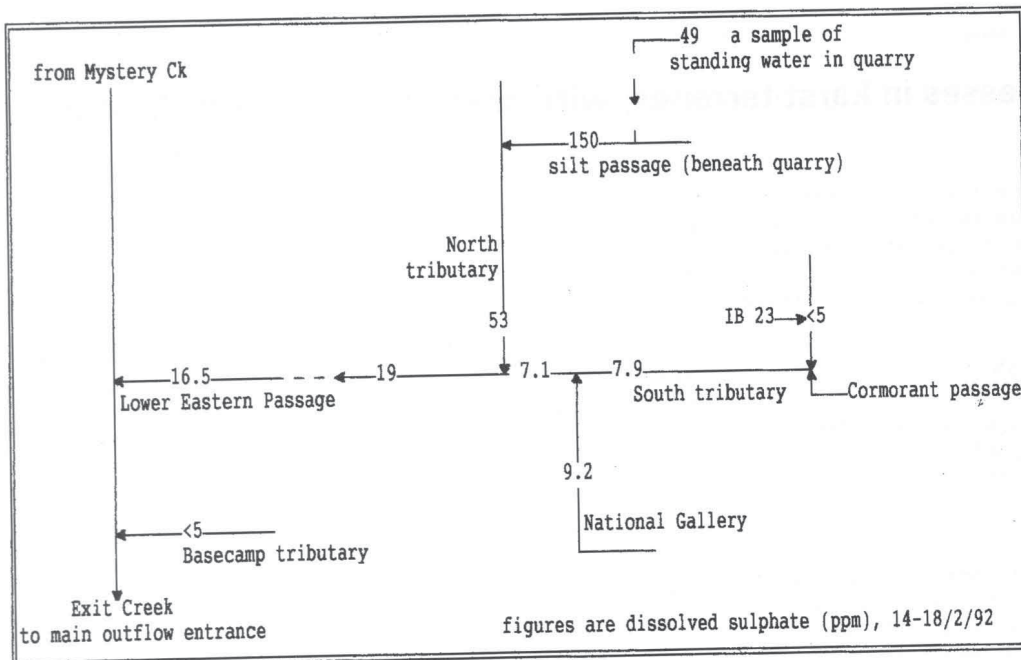 49 a sample of
standing water in quarry
from Mystery Ck
150
silt passage (beneath quarry)
North
tributary
53
IB 23 <5
16.5 19 7.1 7.9
Lower Eastern Passage
South tributary
Cormorant passage
9.2
National Gallery
<5
Basecamp tributary
Exit Creek
to main outflow entrance
figures are dissolved sulphate (ppm), 14-18/2/92